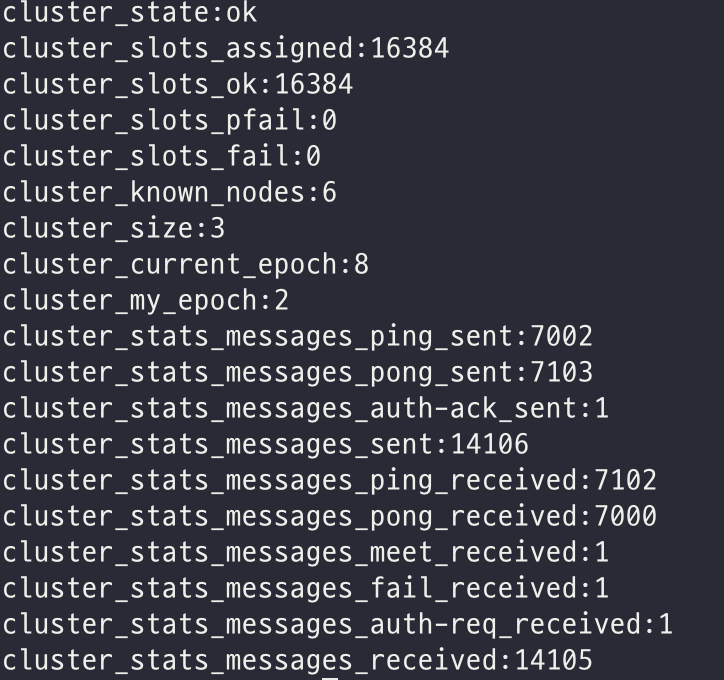 cluster_state:ok
cluster_slots_assigned:16384
cluster_slots_ok:16384
cluster_slots_pfail:0
cluster_slots_fail:0
cluster_known_nodes:6
cluster_size:3
cluster_current_epoch:8
cluster_my_epoch:2
cluster_stats_messages_ping_sent:7002
cluster_stats_messages_pong_sent:7103
cluster_stats_messages_auth-ack_sent:1
cluster_stats_messages_sent:14106
cluster_stats_messages_ping_received:7102
cluster_stats_messages_pong_received:7000
cluster_stats_messages_meet_received:1
cluster_stats_messages_fail_received:1
cluster_stats_messages_auth-req_received:1
cluster_stats_messages_received:14105